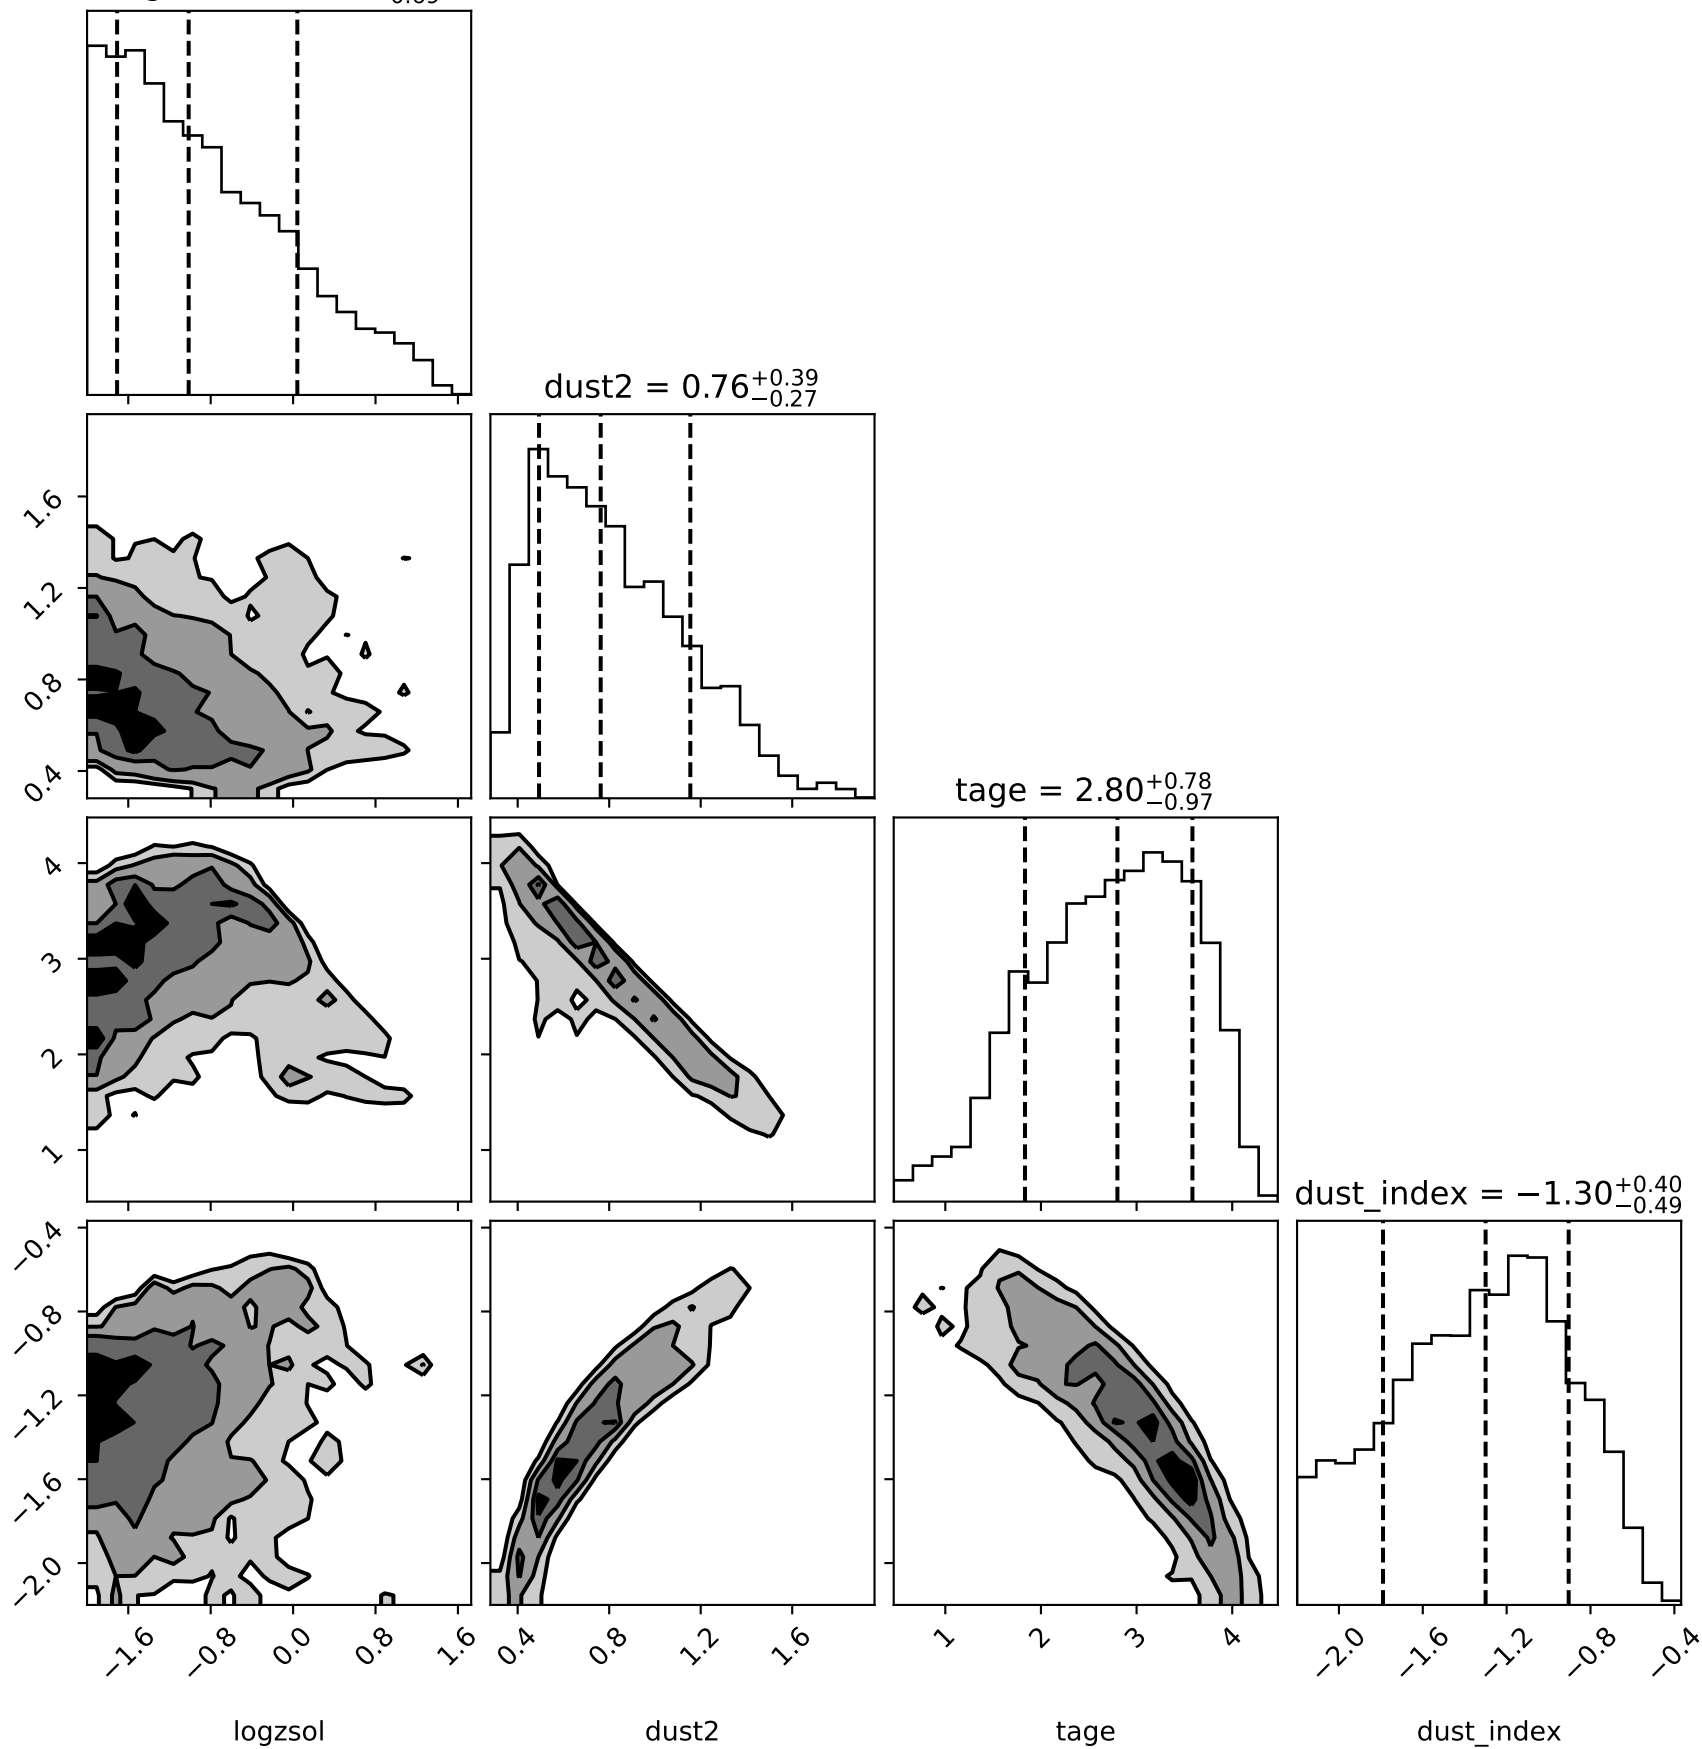 dust2 = 0.76 +0.39 −0.27
1.6
1.2
0.8
0.4
tage = 2.80 +0.78 −0.97
4
3
2
1
dust_index = −1.30 +0.40 −0.49
−0.4
−0.8
−1.2
−1.6
−2.0
−1.6 −0.8 0.0 0.8 1.6 0.4 0.8 1.2 1.6 1 2 3 4 −2.0 −1.6 −1.2 −0.8 −0.4
logzsol dust2 tage dust_index